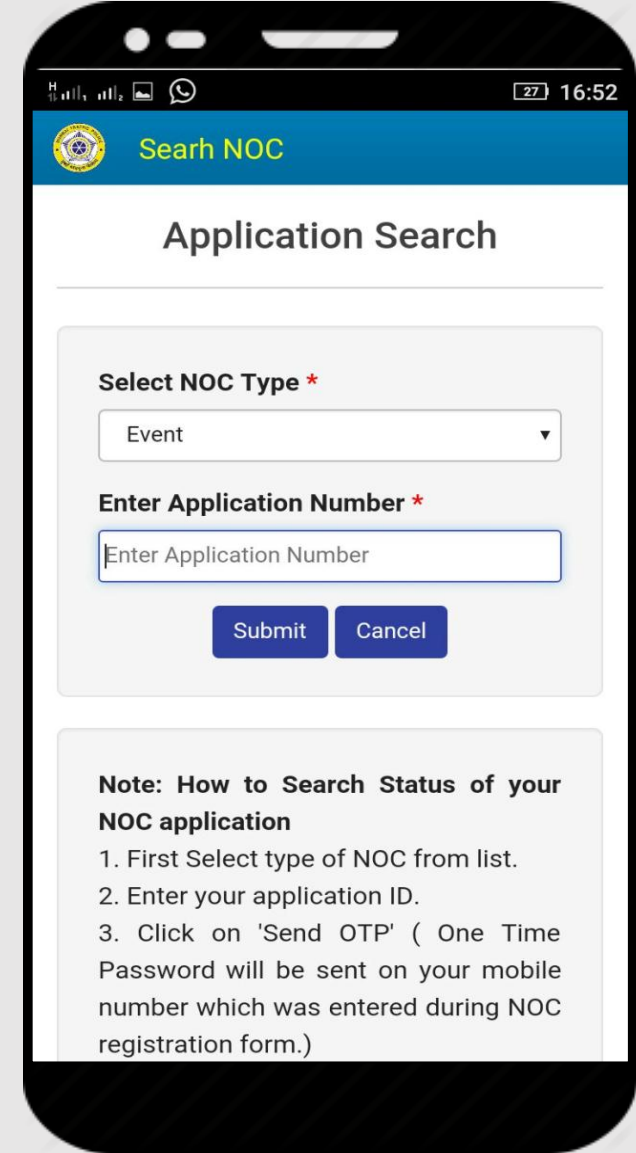 H
16:52
27
Searh NOC
Application Search
Select NOC Type *
Event
Enter Application Number *
Enter Application Number
Submit Cancel
Note: How to Search Status of your
NOC application
1. First Select type of NOC from list.
2. Enter your application ID.
3. Click on 'Send OTP' ( One Time
Password will be sent on your mobile
number which was entered during NOC
registration form.)